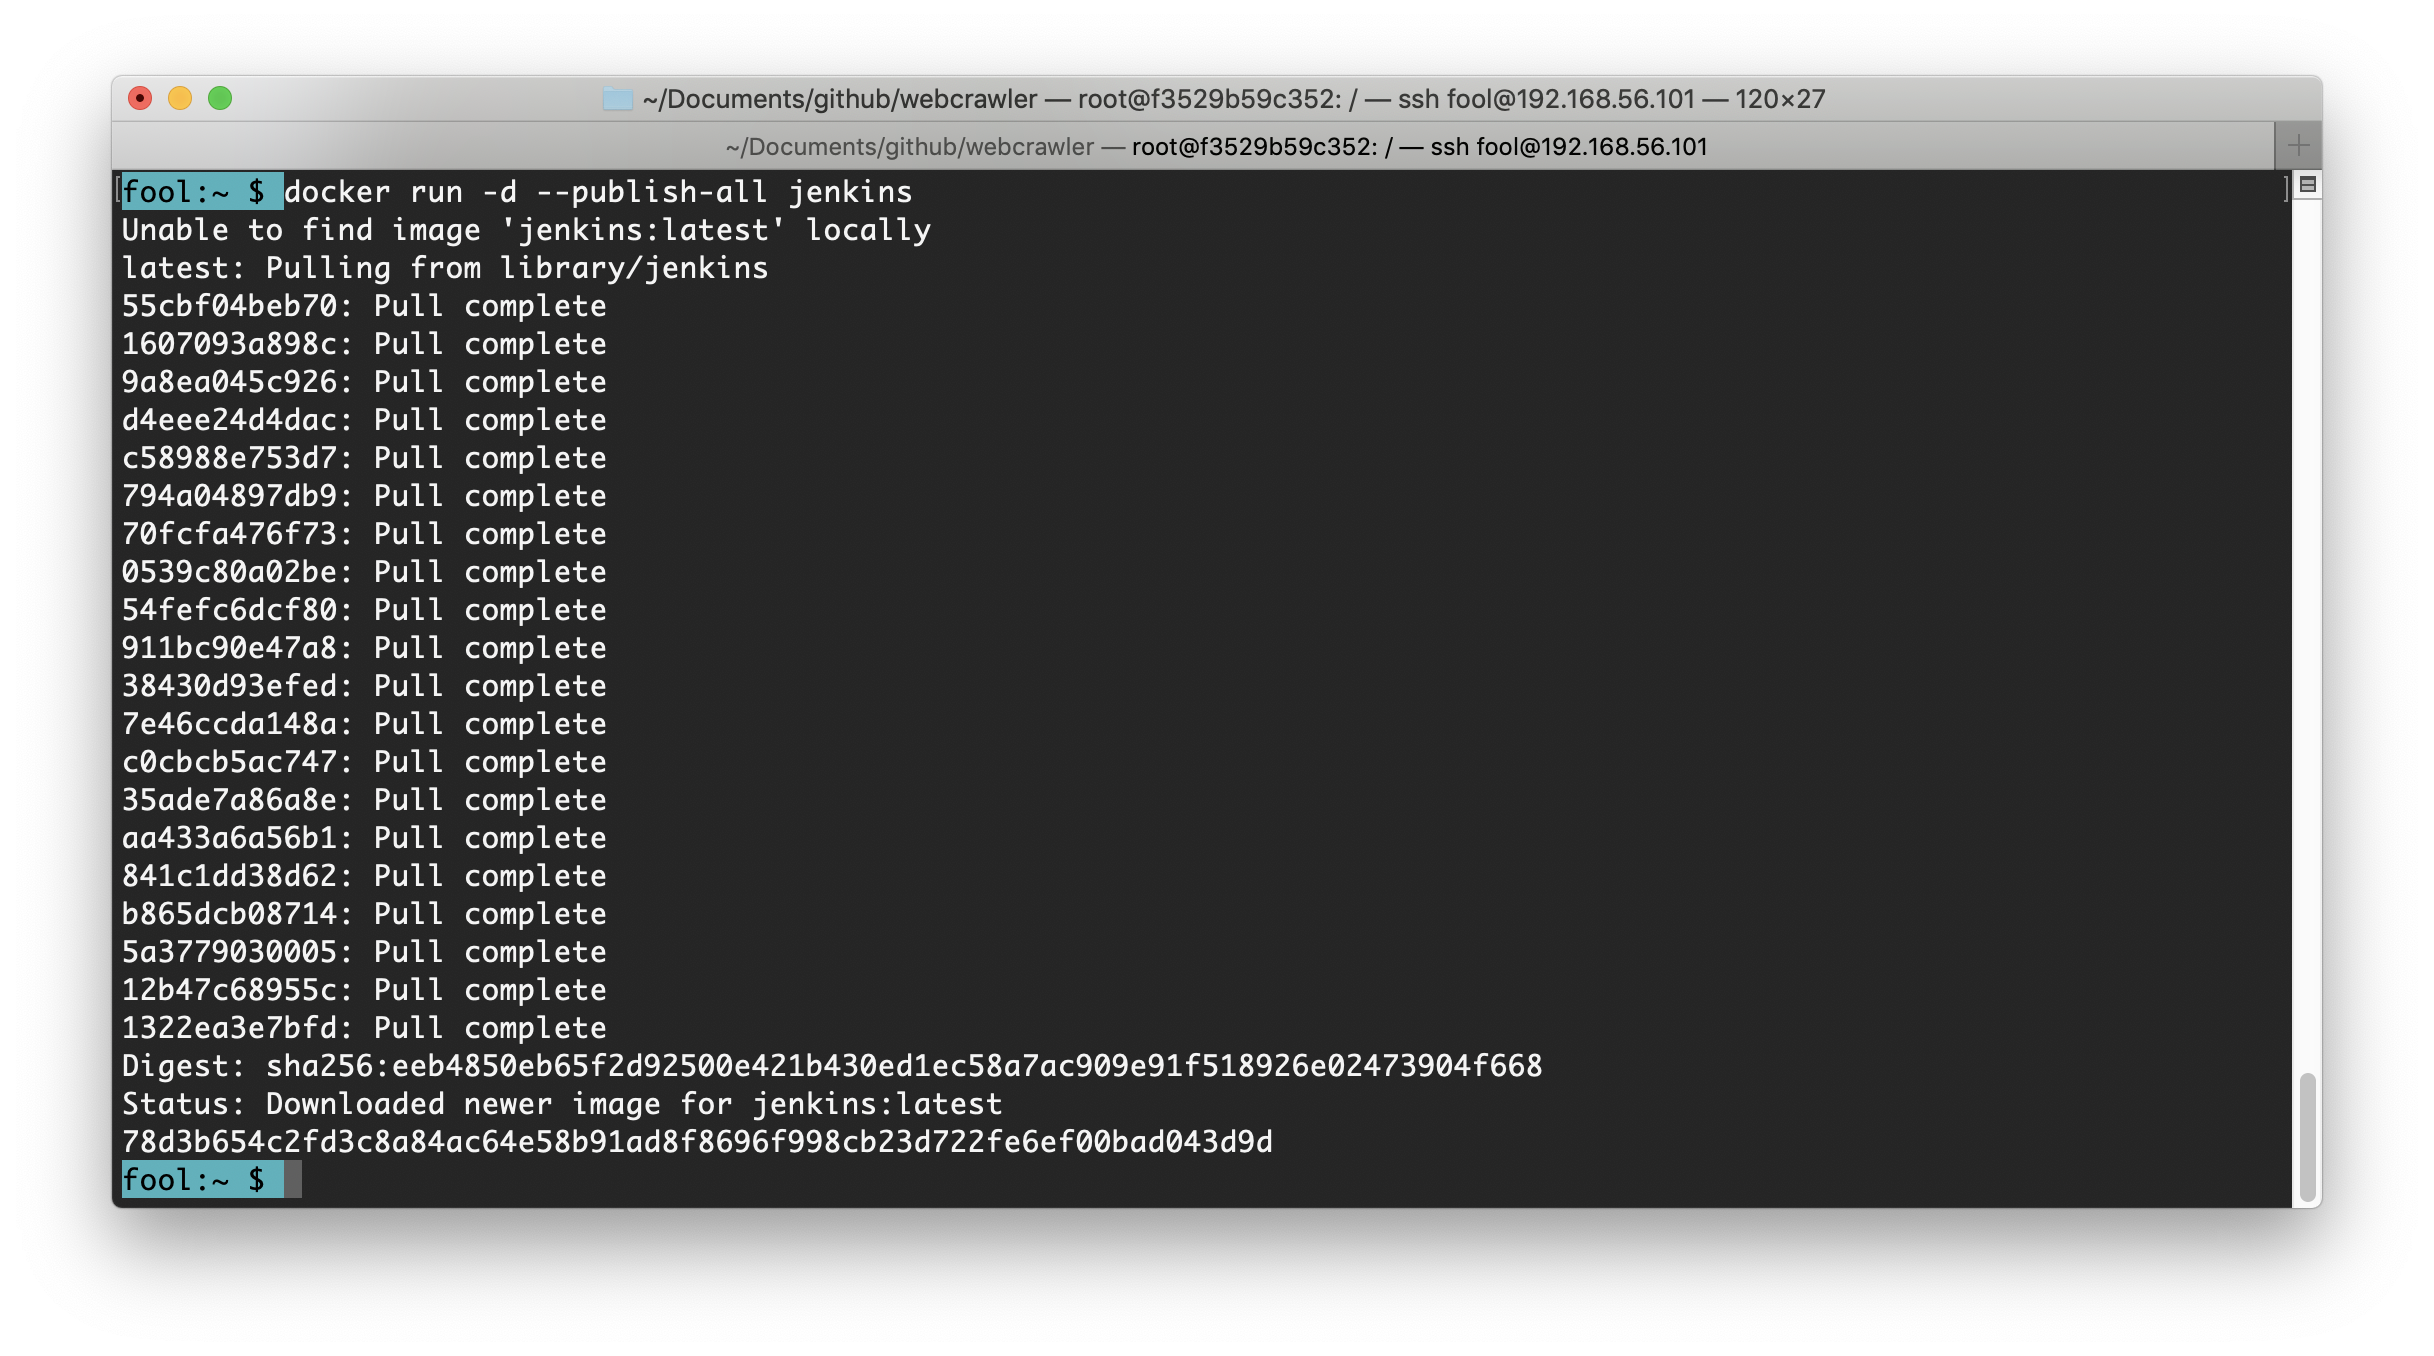 ~/Documents/github/webcrawler — root@f3529b59c352: / — ssh fool@192.168.56.101 — 120×27
~/Documents/github/webcrawler — root@f3529b59c352: / — ssh fool@192.168.56.101
fool:~ $ docker run -d --publish-all jenkins
Unable to find image 'jenkins:latest' locally
latest: Pulling from library/jenkins
55cbf04beb70: Pull complete
1607093a898c: Pull complete
9a8ea045c926: Pull complete
d4eee24d4dac: Pull complete
c58988e753d7: Pull complete
794a04897db9: Pull complete
70fcfa476f73: Pull complete
0539c80a02be: Pull complete
54fefc6dcf80: Pull complete
911bc90e47a8: Pull complete
38430d93efed: Pull complete
7e46ccda148a: Pull complete
c0cbcb5ac747: Pull complete
35ade7a86a8e: Pull complete
aa433a6a56b1: Pull complete
841c1dd38d62: Pull complete
b865dcb08714: Pull complete
5a3779030005: Pull complete
12b47c68955c: Pull complete
1322ea3e7bfd: Pull complete
Digest: sha256:eeb4850eb65f2d92500e421b430ed1ec58a7ac909e91f518926e02473904f668
Status: Downloaded newer image for jenkins:latest
78d3b654c2fd3c8a84ac64e58b91ad8f8696f998cb23d722fe6ef00bad043d9d
fool:~ $